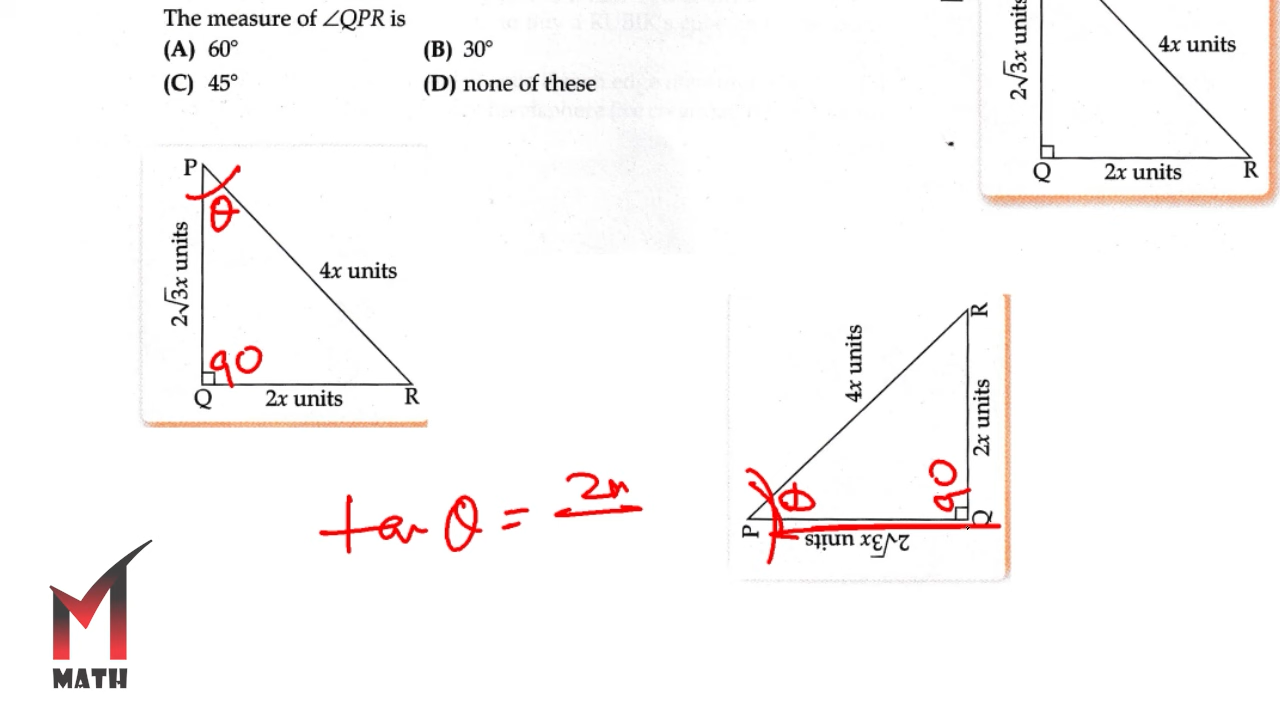 The measure of ∠QPR is
(A) 60° (B) 30°
(C) 45° (D) none of these
2√3x units
4x units
Q 2x units R
P
θ
2√3x units
4x units
90
Q 2x units R
R
4x units
2x units
90
θ
P
Q
2√3x units
tan θ = 2x
MATH